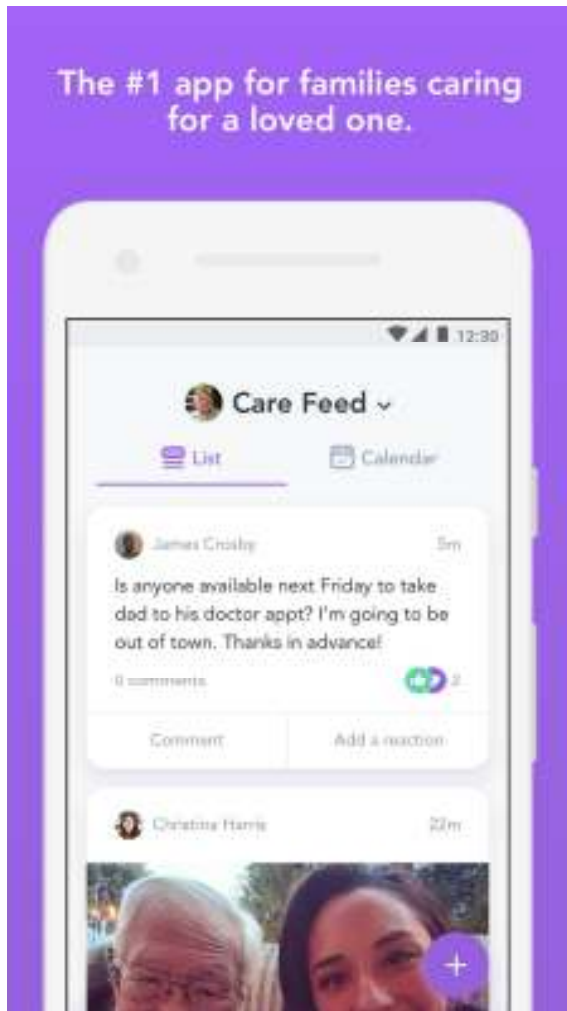 The #1 app for families caring
for a loved one.
12:30
Care Feed
List
Calendar
James Crosby
5m
Is anyone available next Friday to take
dad to his doctor appt? I'm going to be
out of town. Thanks in advance!
0 comments
2
Comment
Add a reaction
Christina Harris
22m